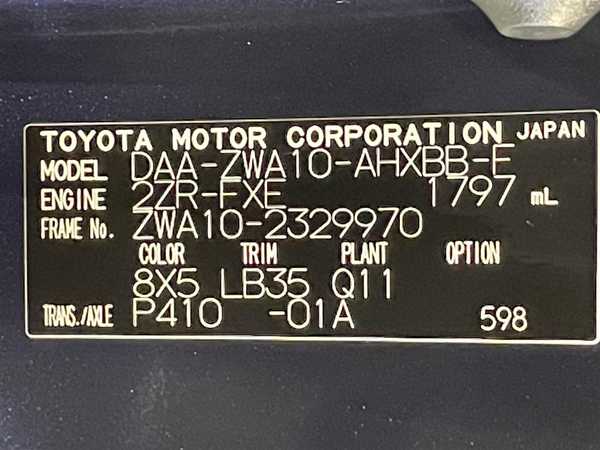 TOYOTA MOTOR CORPORATION JAPAN
MODEL DAA-ZWA10-AHXBB-E
ENGINE 2ZR-FXE 1797 mL
FRAME No. ZWA10-2329970
COLOR TRIM PLANT OPTION
8X5 LB35 Q11
TRANS./AXLE P410 -01A 598